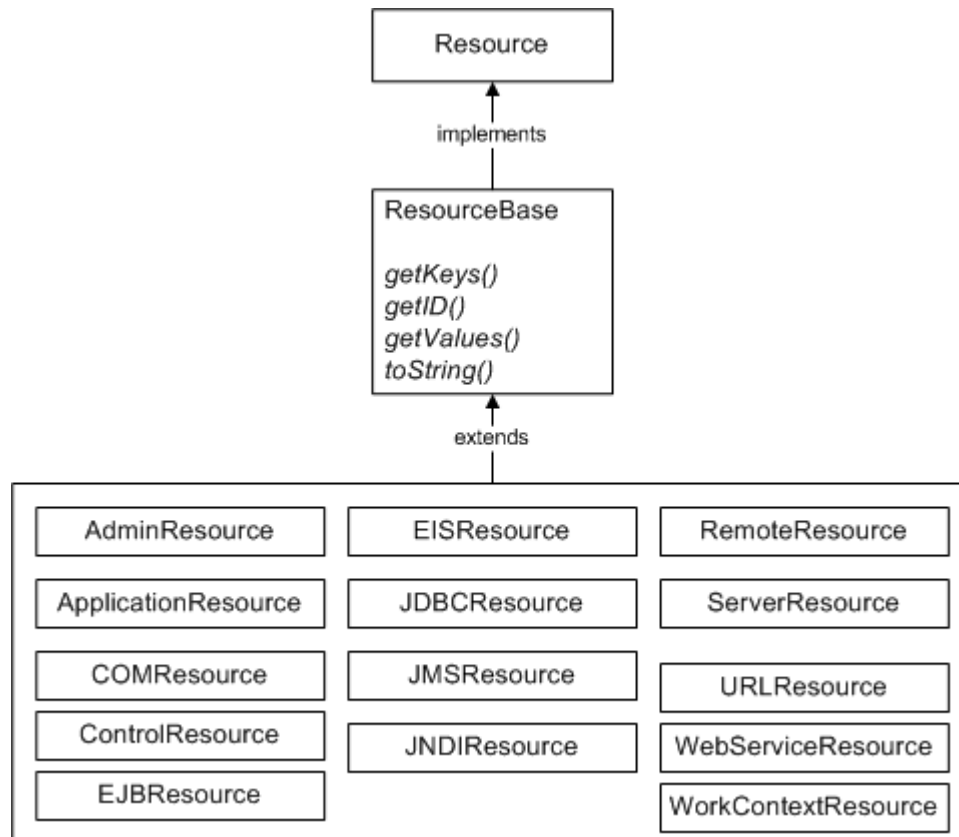 Resource
implements
ResourceBase
getKeys()
getID()
getValues()
toString()
extends
AdminResource
ApplicationResource
COMResource
ControlResource
EJBResource
EISResource
JDBCResource
JMSResource
JNDIResource
RemoteResource
ServerResource
URLResource
WebServiceResource
WorkContextResource